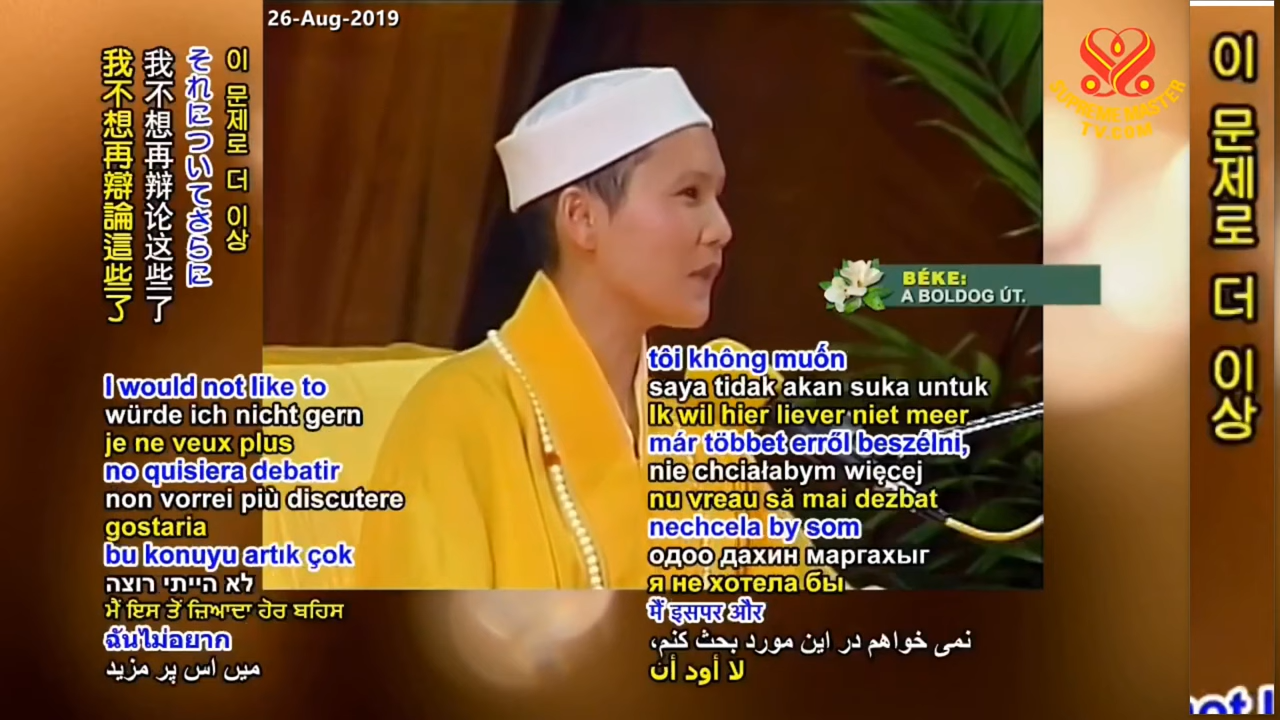 26-Aug-2019
이 문제로 더 이상
それについてさらに
我不想再辩论这些了
我不想再辯論這些了
SUPREME MASTER
TV.COM
BÉKE:
A BOLDOG ÚT.
I would not like to
würde ich nicht gern
je ne veux plus
no quisiera debatir
non vorrei più discutere
gostaria
bu konuyu artık çok
לא הייתי רוצה
ਮੈਂ ਇਸ ਤੋਂ ਜ਼ਿਆਦਾ ਹੋਰ ਬਹਿਸ
ฉันไม่อยาก
میں اس پر مزید
tôi không muốn
saya tidak akan suka untuk
Ik wil hier liever niet meer
már többet erről beszélni,
nie chciałabym więcej
nu vreau să mai dezbat
nechcela by som
одоо дахин маргахыг
я не хотела бы
मैं इसपर और
نمی خواهم در این مورد بحث کنم،
لا أود أن
이 문제로 더 이상